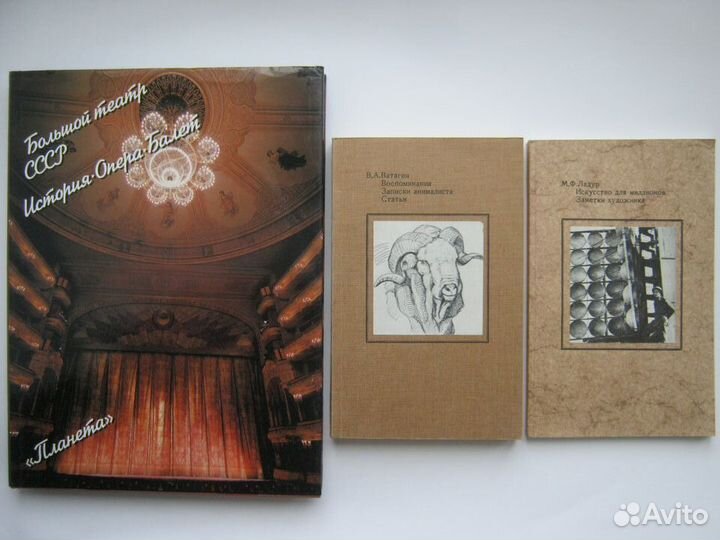 Большой театр
СССР
История·Опера·Балет
«Планета»
В.А.Ватагин
Воспоминания
Записки анималиста
Статьи
М.Ф.Ладур
Искусство для миллионов
Заметки художника
Avito